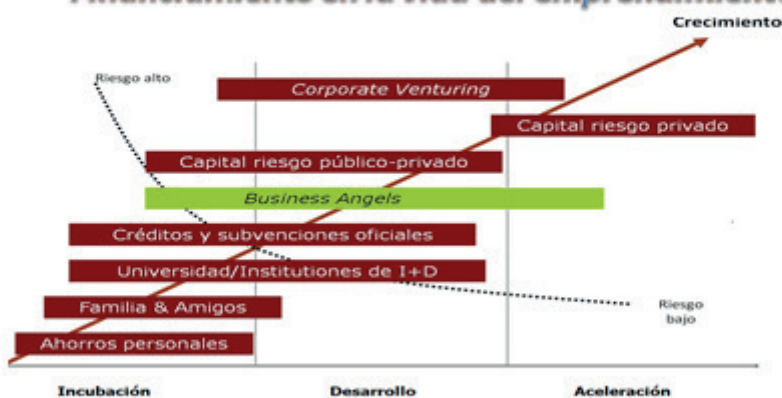 Crecimiento
Riesgo alto
Corporate Venturing
Capital riesgo privado
Capital riesgo público-privado
Business Angels
Créditos y subvenciones oficiales
Universidad/Institutiones de I+D
Familia & Amigos
Riesgo
bajo
Ahorros personales
Incubación
Desarrollo
Aceleración